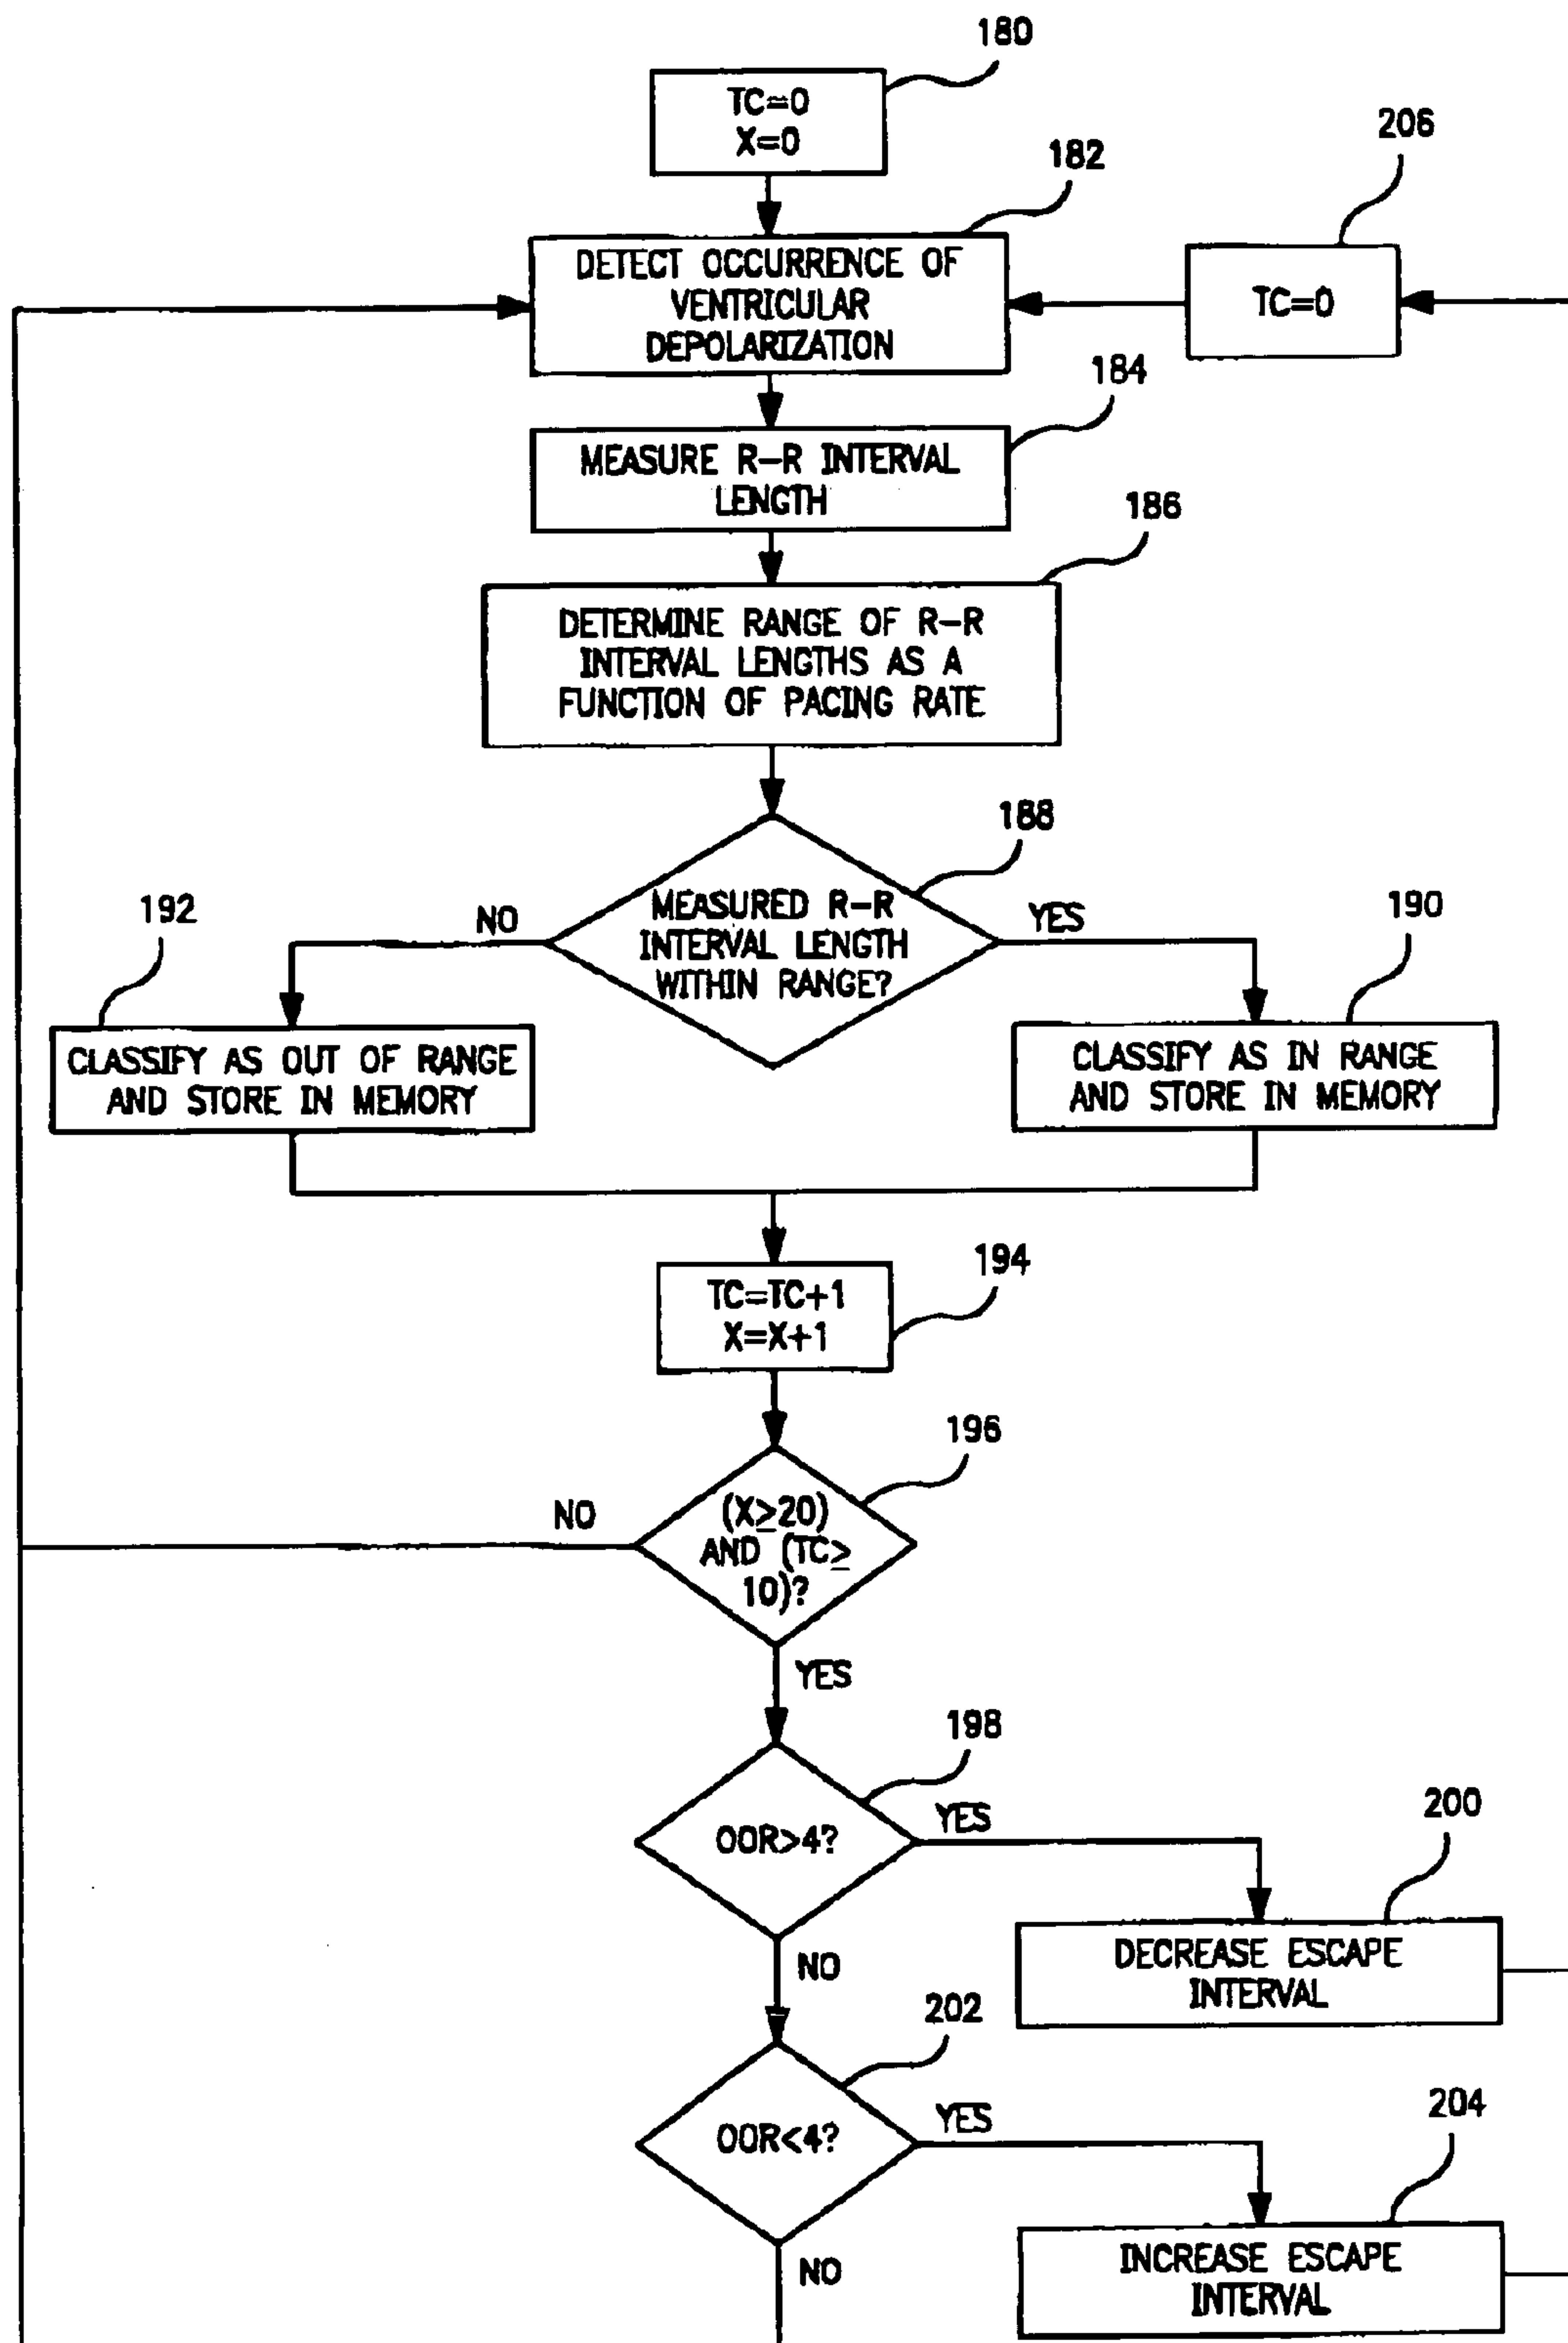 180
TC=0
X=0
206
182
DETECT OCCURRENCE OF
VENTRICULAR
DEPOLARIZATION
TC=0
184
MEASURE R-R INTERVAL
LENGTH
186
DETERMINE RANGE OF R-R
INTERVAL LENGTHS AS A
FUNCTION OF PACING RATE
188
MEASURED R-R
INTERVAL LENGTH
WITHIN RANGE?
NO
YES
192
190
CLASSIFY AS OUT OF RANGE
AND STORE IN MEMORY
CLASSIFY AS IN RANGE
AND STORE IN MEMORY
194
TC=TC+1
X=X+1
196
(X≥20)
AND (TC≥
10)?
NO
YES
198
OOR>4?
YES
200
DECREASE ESCAPE
INTERVAL
NO
202
OOR<4?
YES
204
INCREASE ESCAPE
INTERVAL
NO